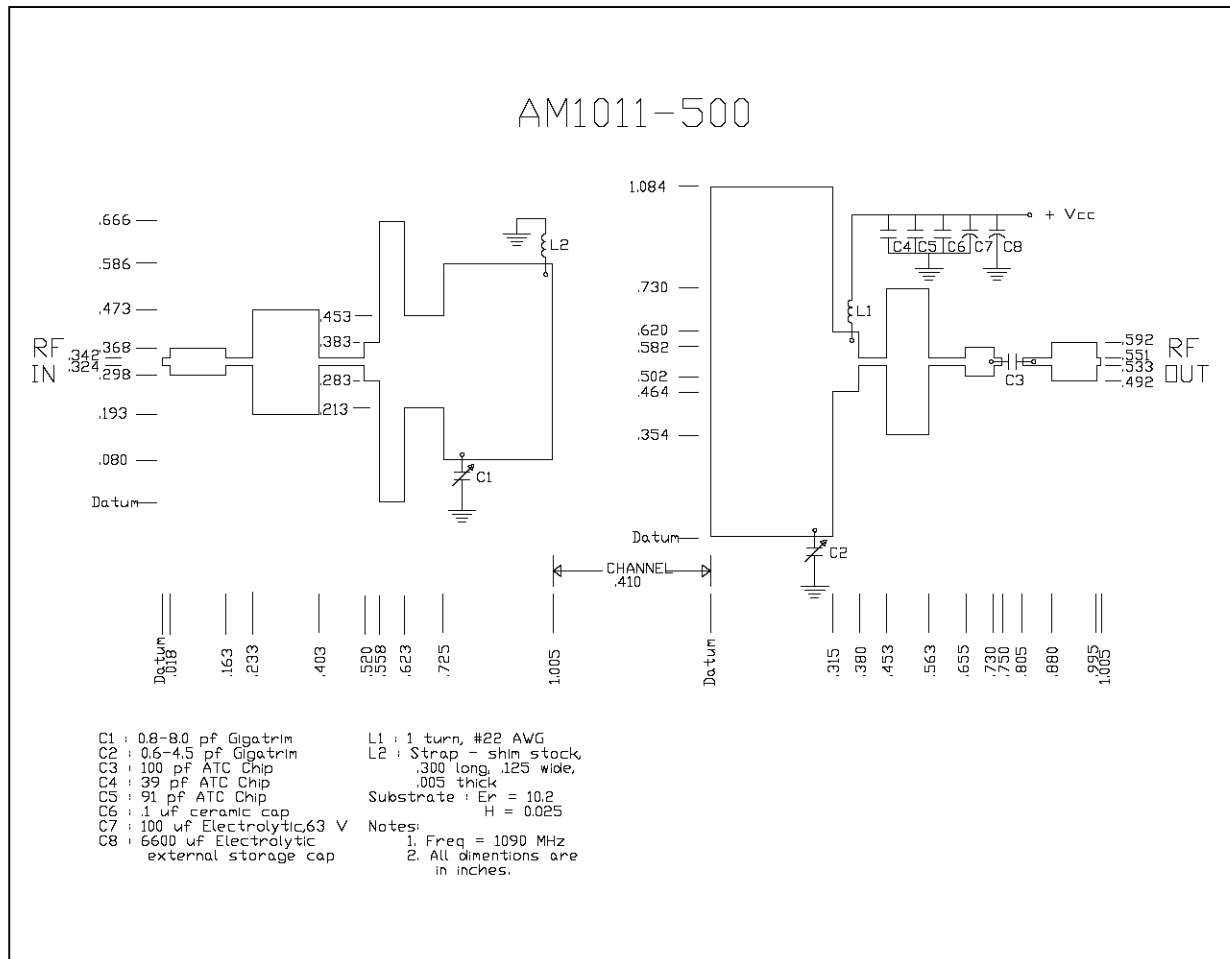 AM1011-500
.666
.586
.473
.368
.342
.324
.298
.193
.080
Datum
RF
IN
.453
.383
.283
.213
L2
C1
1.084
.730
.620
.582
.502
.464
.354
Datum
+ Vcc
C4
C5
C6
C7
C8
L1
C3
C2
.592
.551
.533
.492
RF
OUT
CHANNEL
.410
Datum
.018
.163
.233
.403
.520
.558
.623
.725
1.005
Datum
.315
.380
.453
.563
.655
.730
.750
.805
.880
.995
1.005
C1 : 0.8-8.0 pf Gigatrim
C2 : 0.6-4.5 pf Gigatrim
C3 : 100 pf ATC Chip
C4 : 39 pf ATC Chip
C5 : 91 pf ATC Chip
C6 : .1 uf ceramic cap
C7 : 100 uf Electrolytic,63 V
C8 : 6600 uf Electrolytic
external storage cap
L1 : 1 turn, #22 AWG
L2 : Strap - shim stock,
.300 long, .125 wide,
.005 thick
Substrate : Er = 10.2
H = 0.025
Notes:
1. Freq = 1090 MHz
2. All dimentions are
in inches.